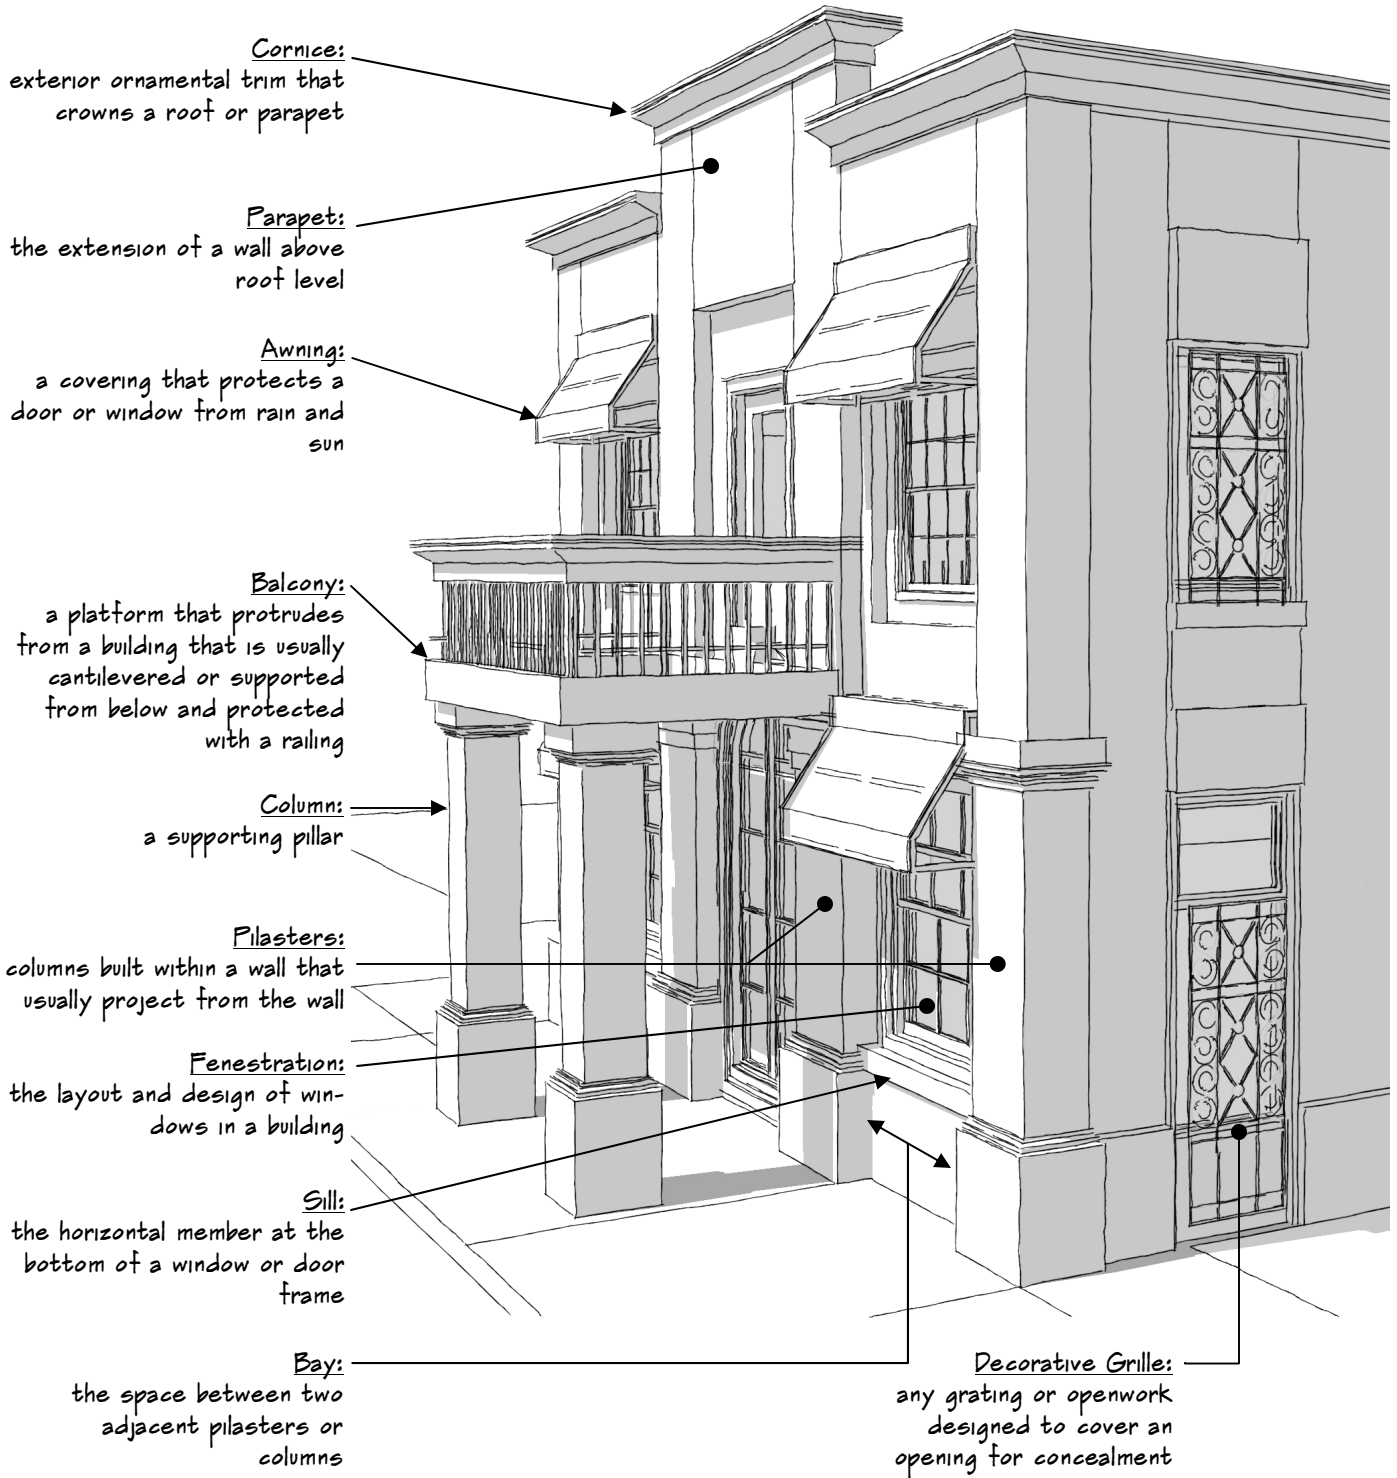 Cornice:
exterior ornamental trim that
crowns a roof or parapet
Parapet:
the extension of a wall above
roof level
Awning:
a covering that protects a
door or window from rain and
sun
Balcony:
a platform that protrudes
from a building that is usually
cantilevered or supported
from below and protected
with a railing
Column:
a supporting pillar
Pilasters:
columns built within a wall that
usually project from the wall
Fenestration:
the layout and design of win-
dows in a building
Sill:
the horizontal member at the
bottom of a window or door
frame
Bay:
the space between two
adjacent pilasters or
columns
Decorative Grille:
any grating or openwork
designed to cover an
opening for concealment